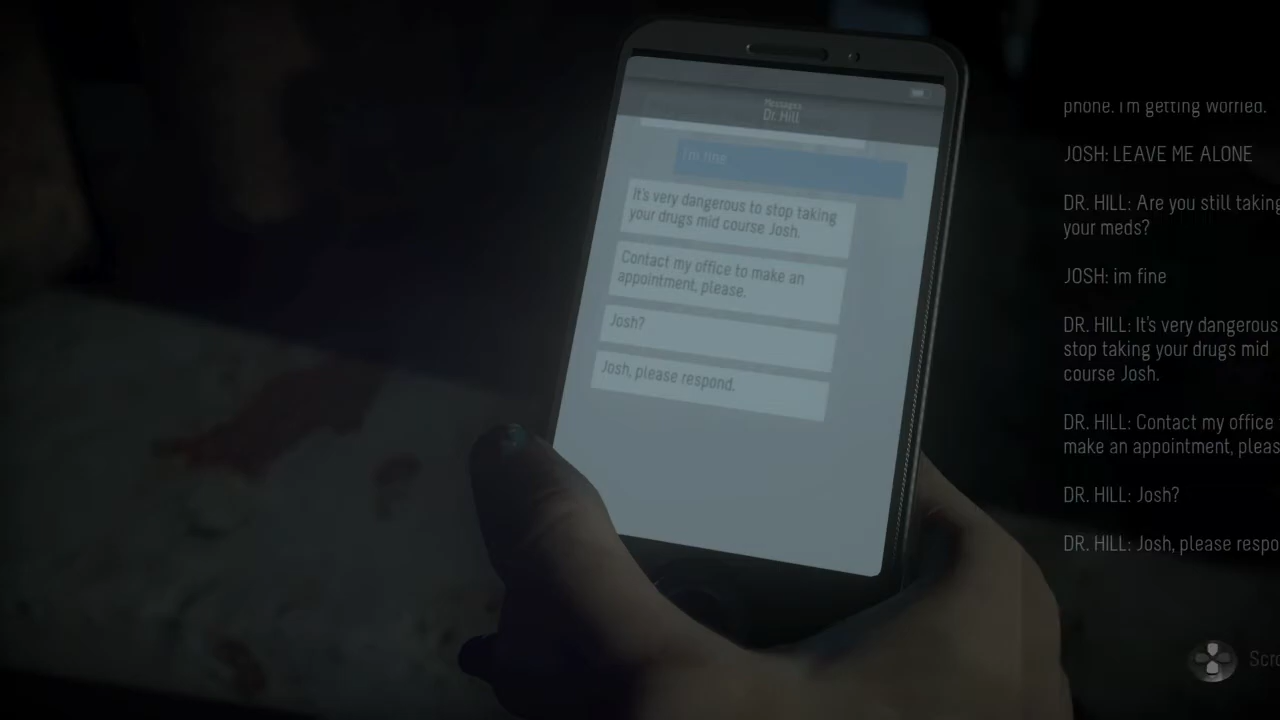 Messages
Dr. Hill
I'm fine
It's very dangerous to stop taking
your drugs mid course Josh.
Contact my office to make an
appointment, please.
Josh?
Josh, please respond.
phone. I'm getting worried.
JOSH: LEAVE ME ALONE
DR. HILL: Are you still taking
your meds?
JOSH: im fine
DR. HILL: It's very dangerous
stop taking your drugs mid
course Josh.
DR. HILL: Contact my office
make an appointment, pleas
DR. HILL: Josh?
DR. HILL: Josh, please respo
Scro